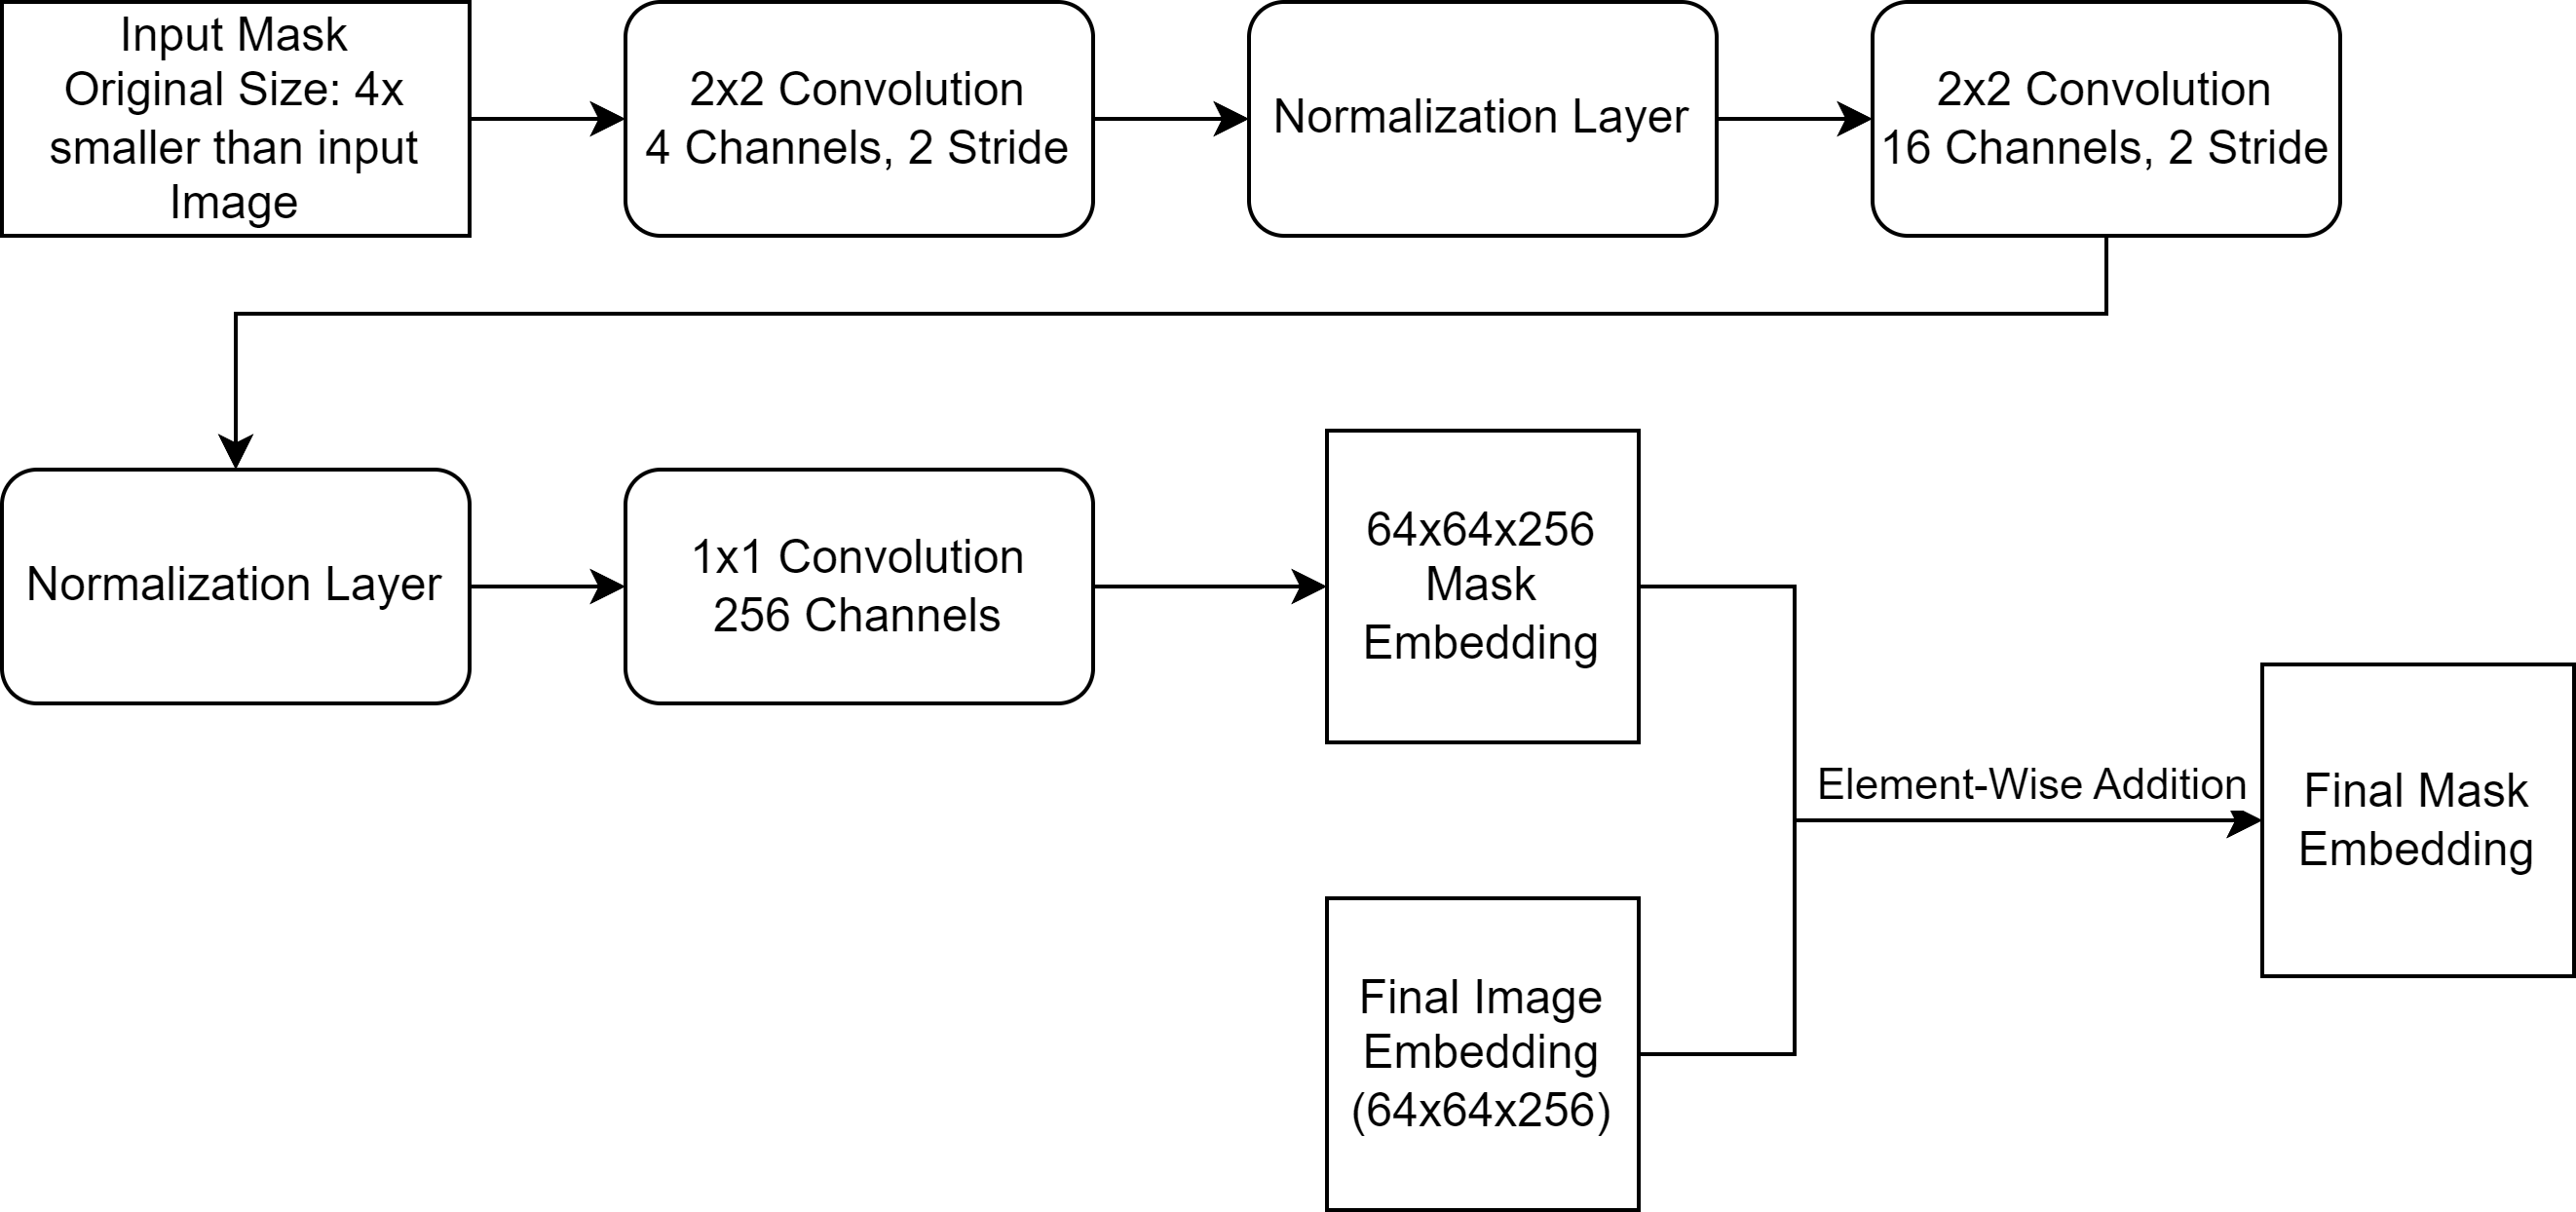 Input Mask
Original Size: 4x
smaller than input
Image
2x2 Convolution
4 Channels, 2 Stride
Normalization Layer
2x2 Convolution
16 Channels, 2 Stride
Normalization Layer
1x1 Convolution
256 Channels
64x64x256
Mask
Embedding
Final Image
Embedding
(64x64x256)
Element-Wise Addition
Final Mask
Embedding